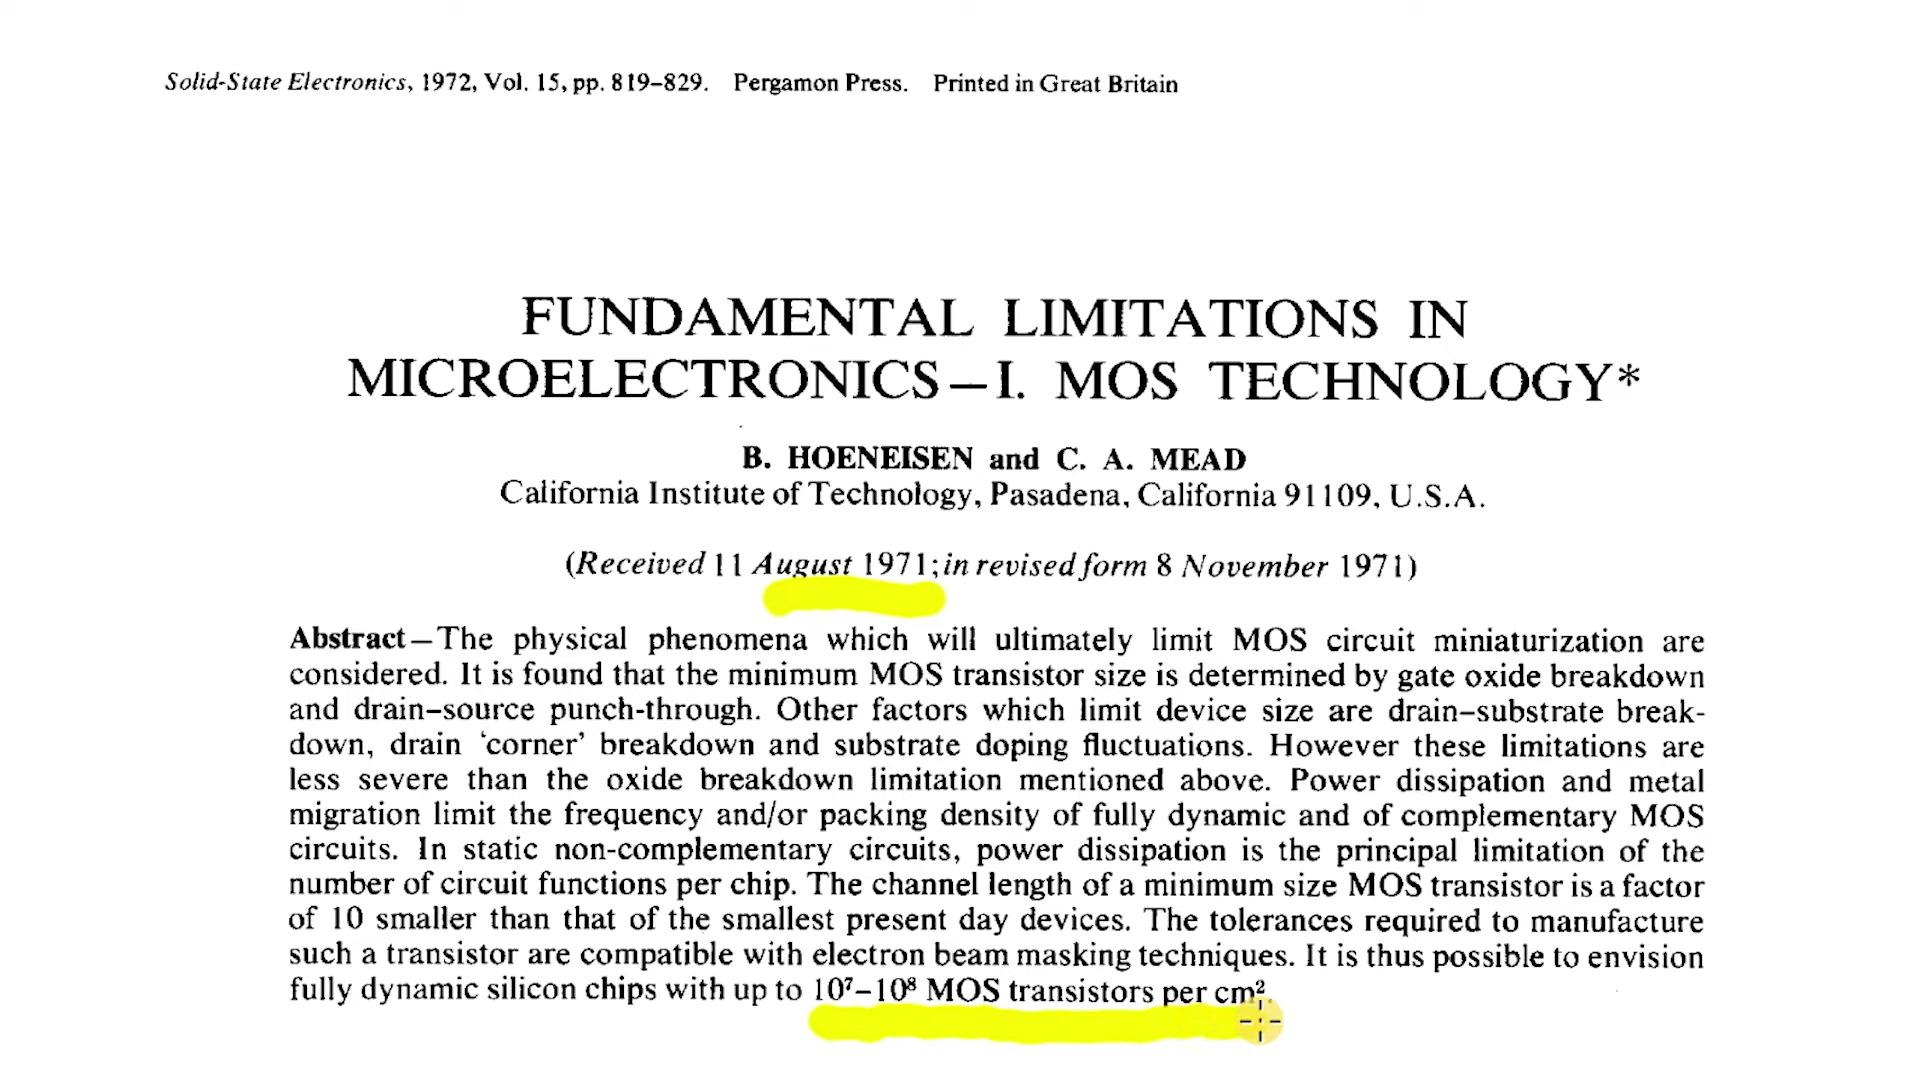 Solid-State Electronics, 1972, Vol. 15, pp. 819–829. Pergamon Press. Printed in Great Britain
FUNDAMENTAL LIMITATIONS IN
MICROELECTRONICS—I. MOS TECHNOLOGY*
B. HOENEISEN and C. A. MEAD
California Institute of Technology, Pasadena, California 91109, U.S.A.
(Received 11 August 1971; in revised form 8 November 1971)
Abstract—The physical phenomena which will ultimately limit MOS circuit miniaturization are
considered. It is found that the minimum MOS transistor size is determined by gate oxide breakdown
and drain–source punch-through. Other factors which limit device size are drain–substrate break-
down, drain ‘corner’ breakdown and substrate doping fluctuations. However these limitations are
less severe than the oxide breakdown limitation mentioned above. Power dissipation and metal
migration limit the frequency and/or packing density of fully dynamic and of complementary MOS
circuits. In static non-complementary circuits, power dissipation is the principal limitation of the
number of circuit functions per chip. The channel length of a minimum size MOS transistor is a factor
of 10 smaller than that of the smallest present day devices. The tolerances required to manufacture
such a transistor are compatible with electron beam masking techniques. It is thus possible to envision
fully dynamic silicon chips with up to 10⁷–10⁸ MOS transistors per cm².